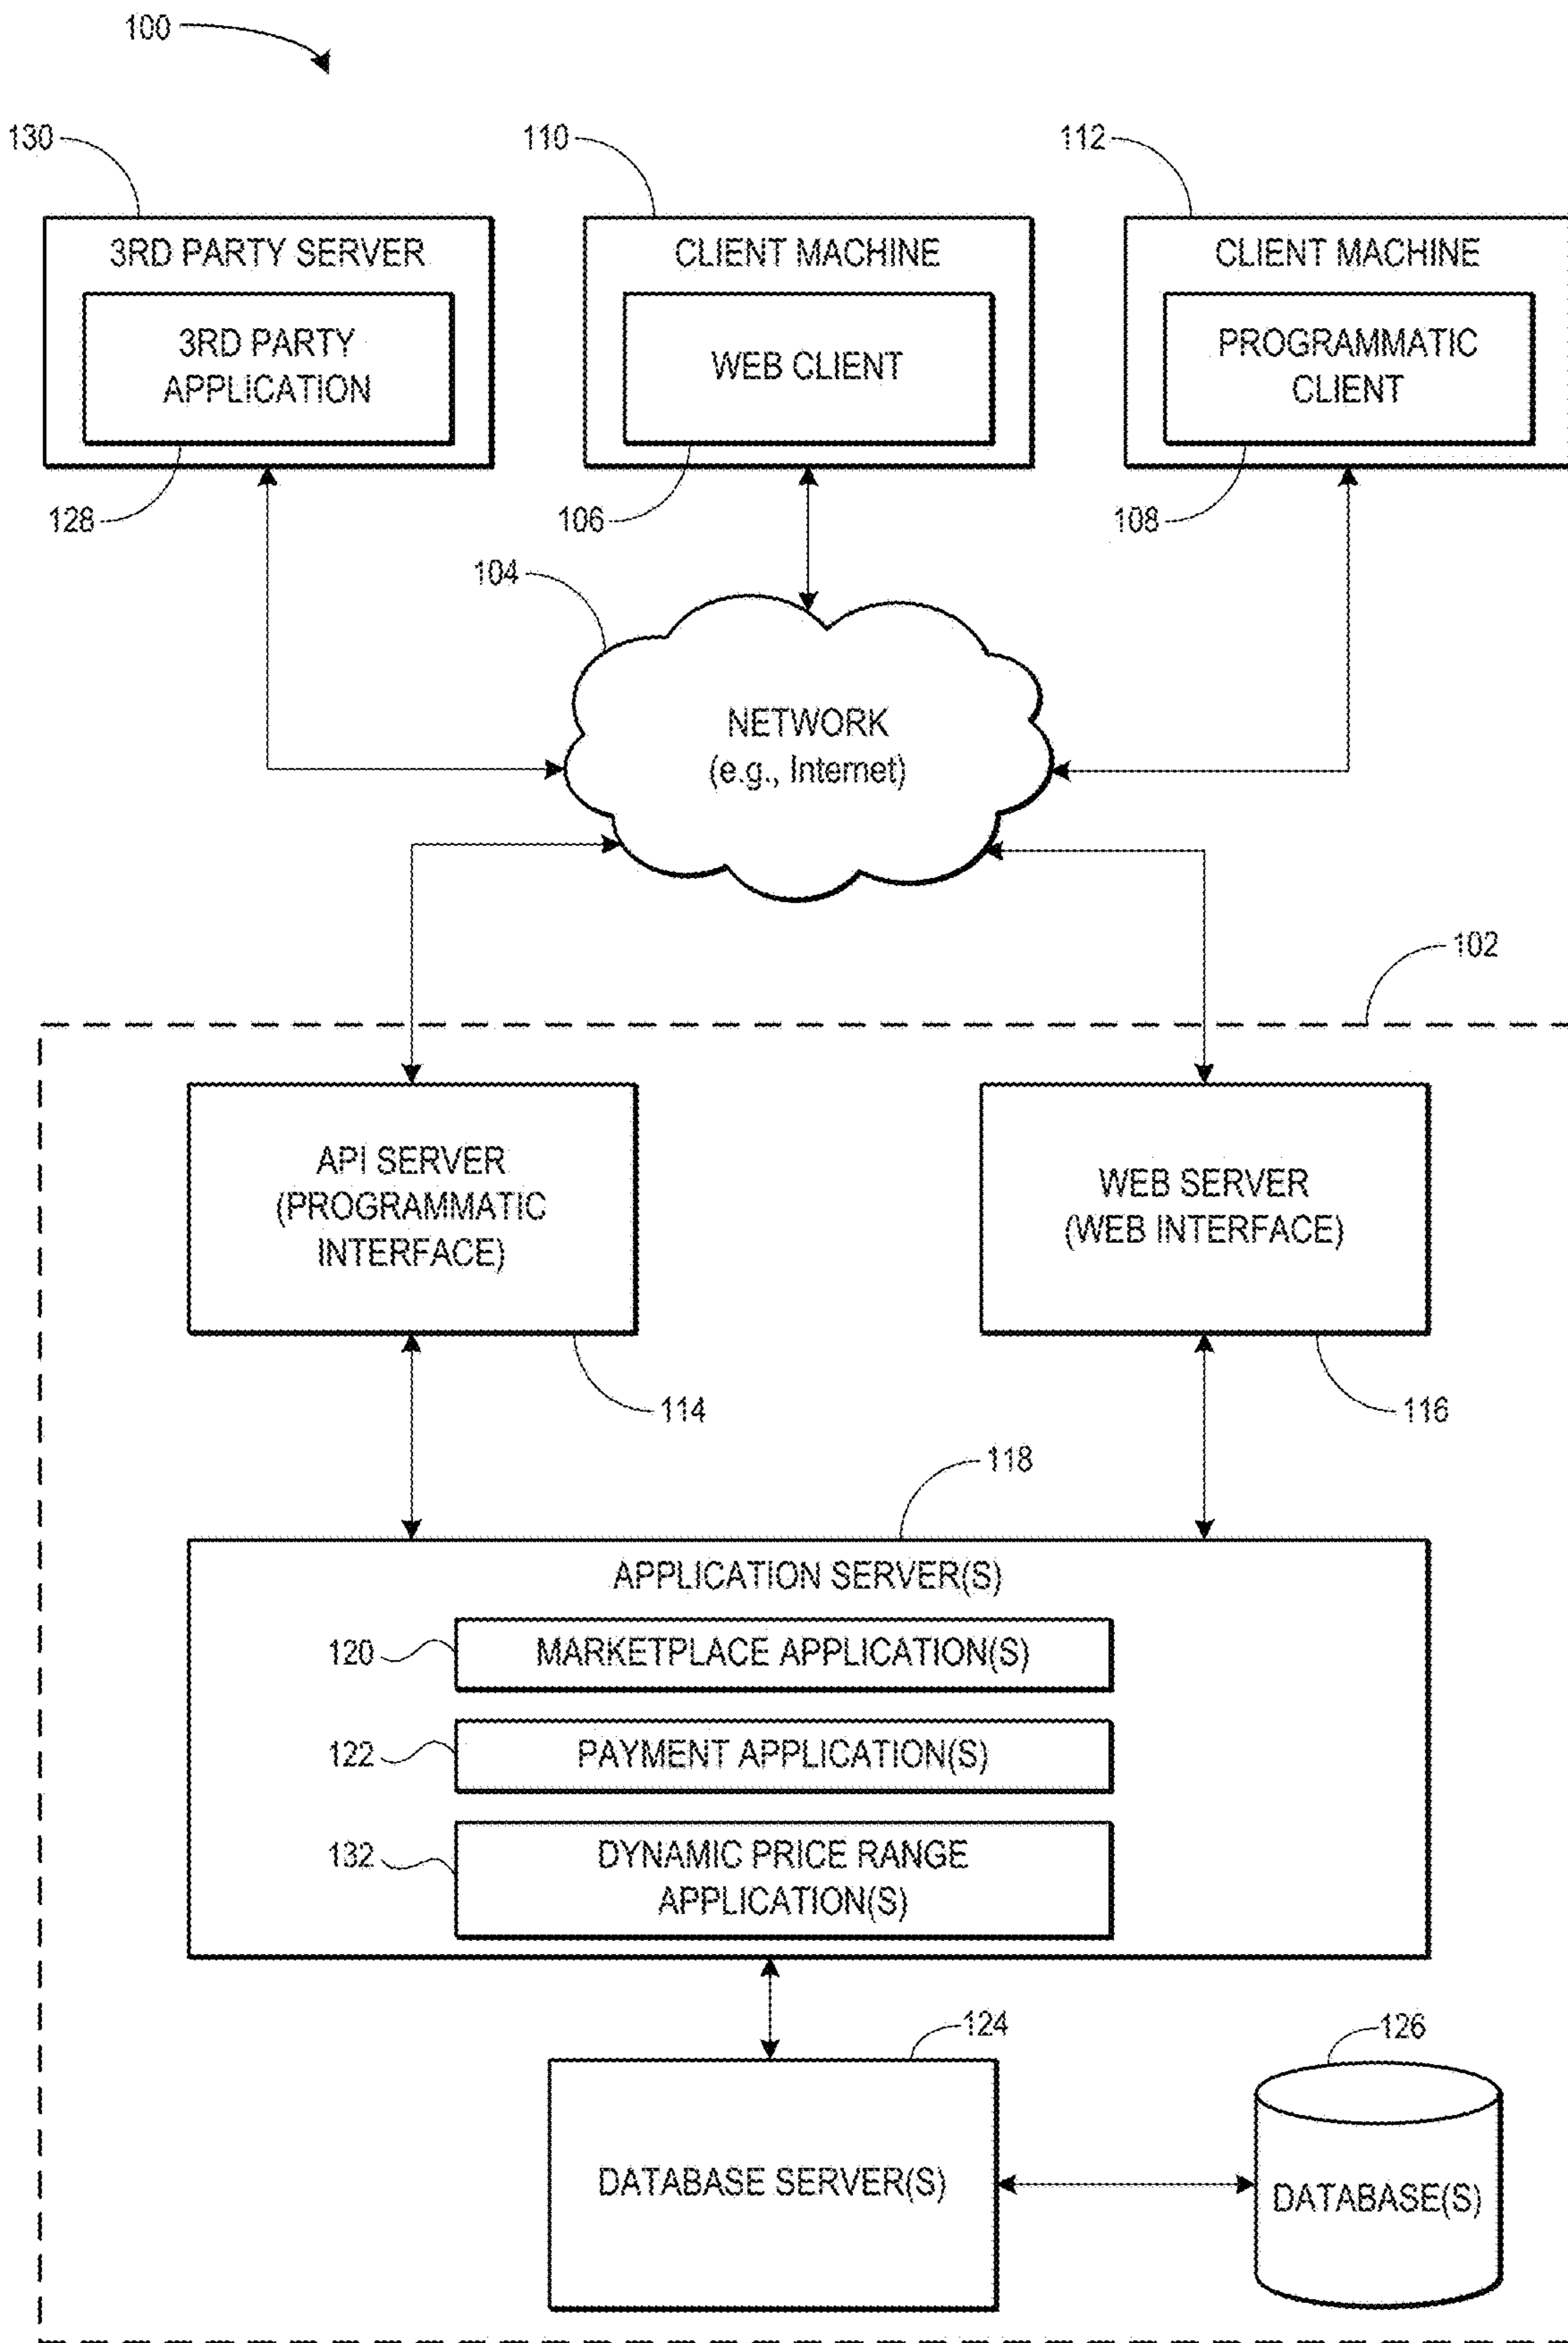 100
130
110
112
3RD PARTY SERVER
CLIENT MACHINE
CLIENT MACHINE
3RD PARTY
APPLICATION
WEB CLIENT
PROGRAMMATIC
CLIENT
128
106
108
104
NETWORK
(e.g., Internet)
102
API SERVER
(PROGRAMMATIC
INTERFACE)
WEB SERVER
(WEB INTERFACE)
114
116
118
APPLICATION SERVER(S)
120
MARKETPLACE APPLICATION(S)
122
PAYMENT APPLICATION(S)
132
DYNAMIC PRICE RANGE
APPLICATION(S)
124
126
DATABASE SERVER(S)
DATABASE(S)